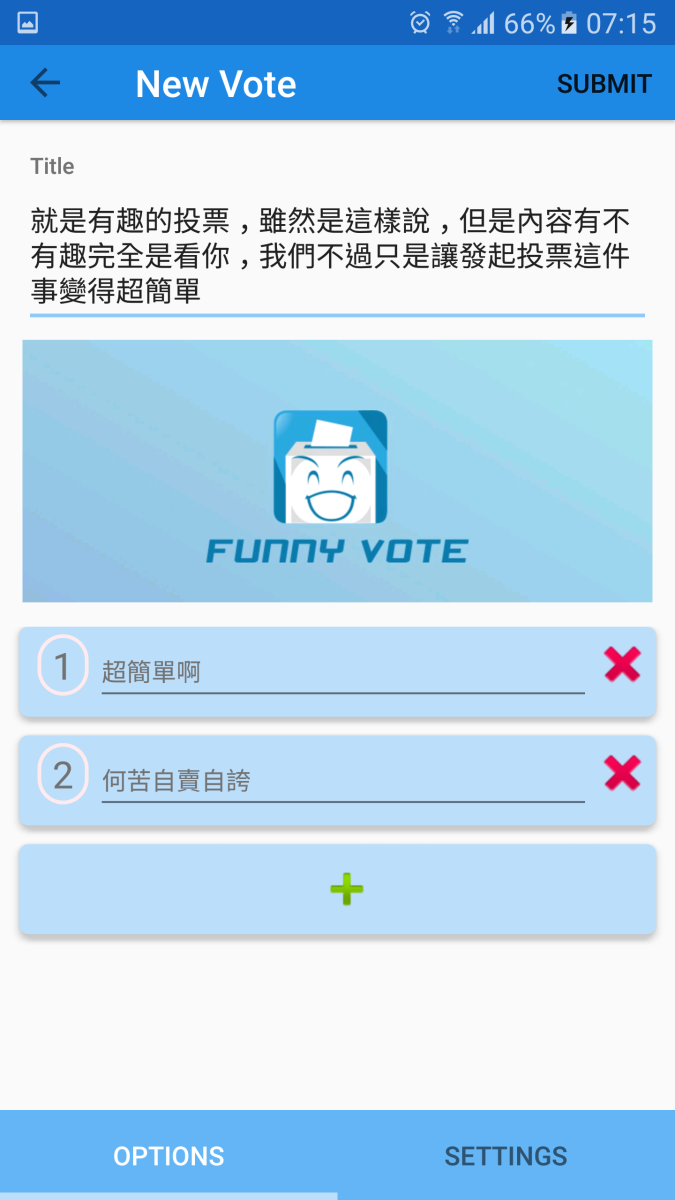 66% 07:15
New Vote SUBMIT
Title
就是有趣的投票，雖然是這樣說，但是內容有不
有趣完全是看你，我們不過只是讓發起投票這件
事變得超簡單
FUNNY VOTE
1 超簡單啊
2 何苦自賣自誇
OPTIONS SETTINGS